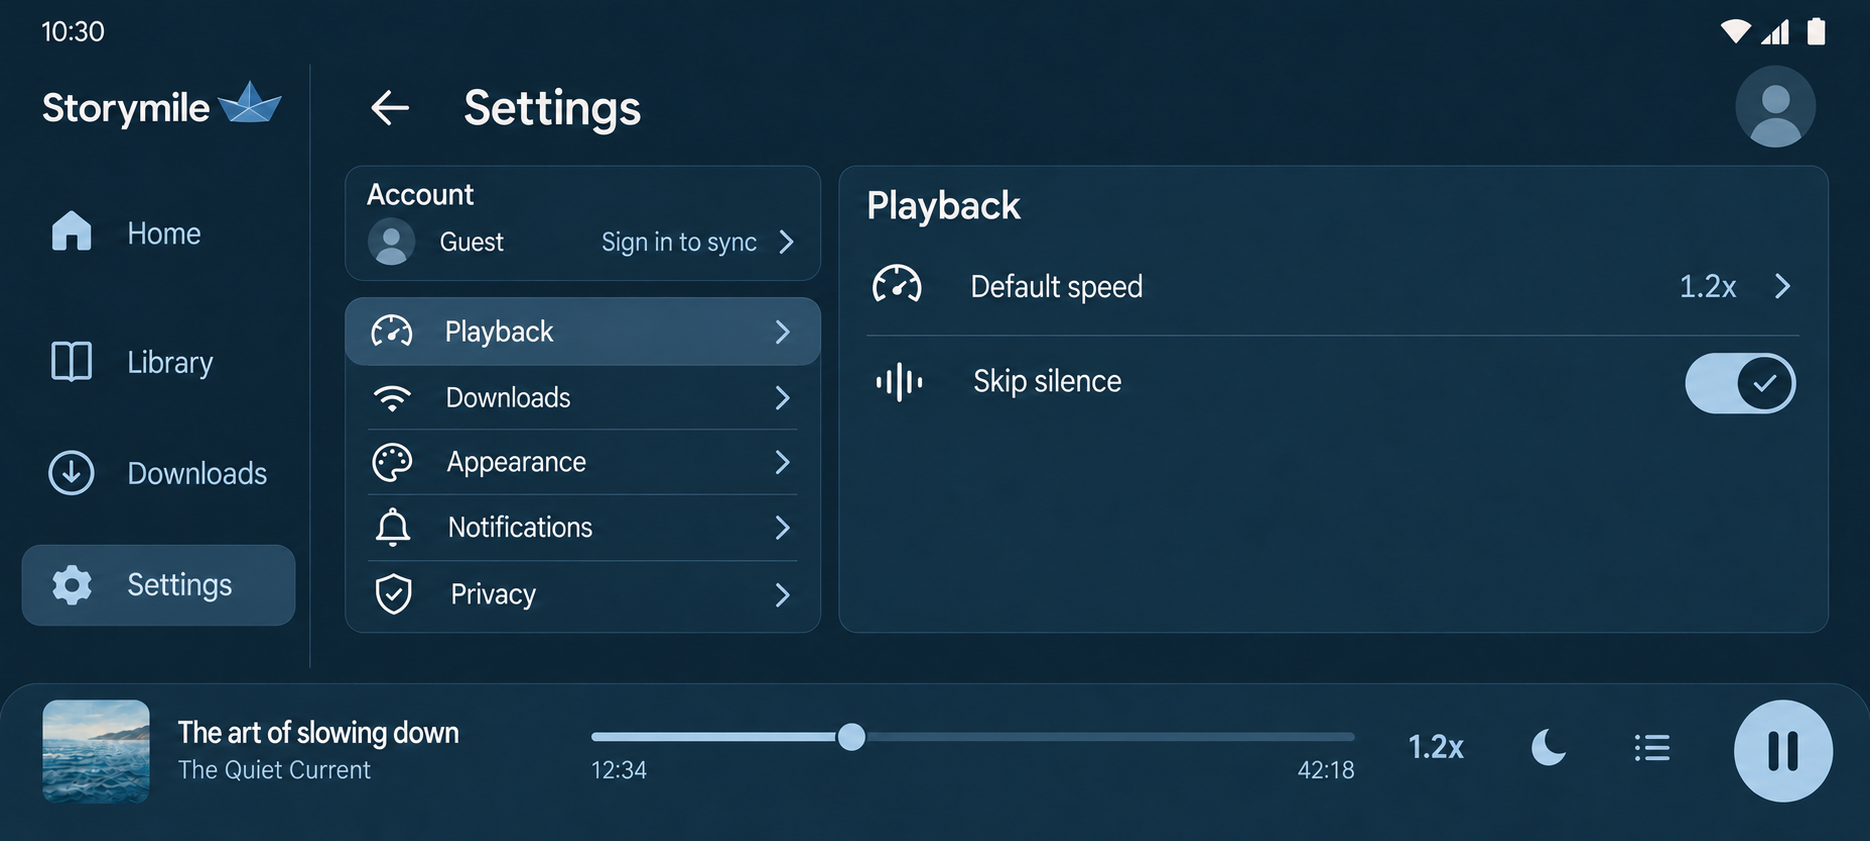 10:30
Storymile
Home
Library
Downloads
Settings
Settings
Account
Guest
Sign in to sync
Playback
Downloads
Appearance
Notifications
Privacy
Playback
Default speed
1.2x
Skip silence
The art of slowing down
The Quiet Current
12:34
42:18
1.2x